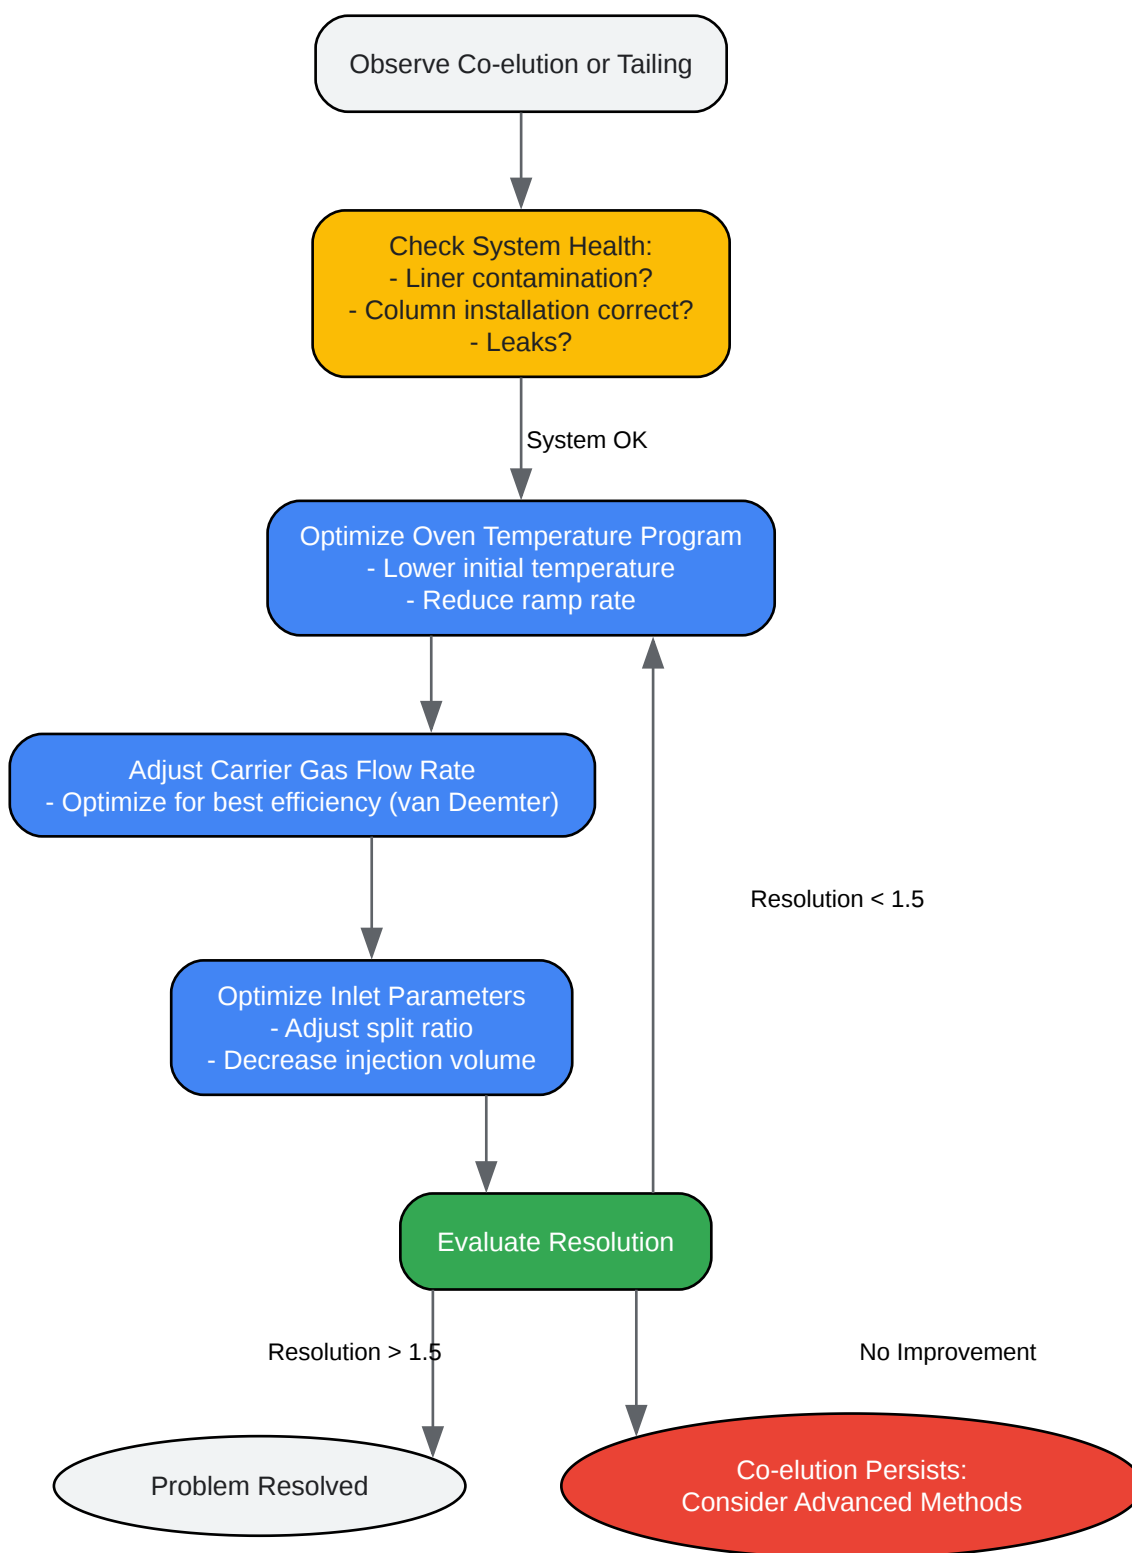 Observe Co-elution or Tailing
Check System Health:
- Liner contamination?
- Column installation correct?
- Leaks?
System OK
Optimize Oven Temperature Program
- Lower initial temperature
- Reduce ramp rate
Adjust Carrier Gas Flow Rate
- Optimize for best efficiency (van Deemter)
Resolution < 1.5
Optimize Inlet Parameters
- Adjust split ratio
- Decrease injection volume
Evaluate Resolution
Resolution > 1.5
No Improvement
Problem Resolved
Co-elution Persists:
Consider Advanced Methods